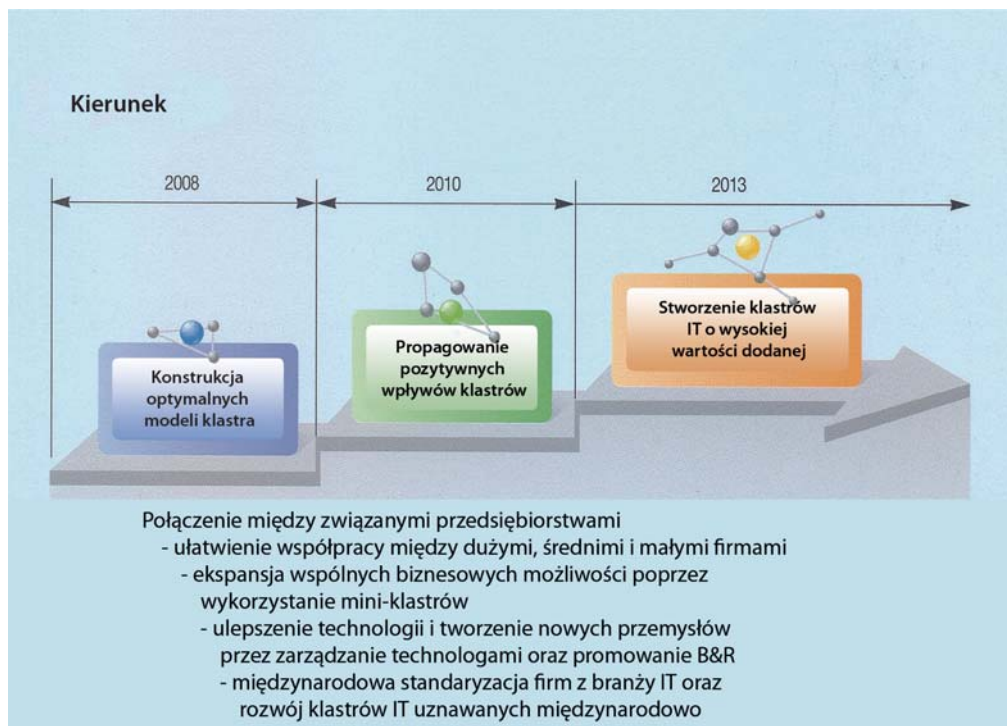 Kierunek
2008
2010
2013
Konstrukcja
optymalnych
modeli klastra
Propagowanie
pozytywnych
wpływów klastrów
Stworzenie klastrów
IT o wysokiej
wartości dodanej
Połączenie między związanymi przedsiębiorstwami
- ułatwienie współpracy między dużymi, średnimi i małymi firmami
- ekspansja wspólnych biznesowych możliwości poprzez
wykorzystanie mini-klastrów
- ulepszenie technologii i tworzenie nowych przemysłów
przez zarządzanie technologami oraz promowanie B&R
- międzynarodowa standaryzacja firm z branży IT oraz
rozwój klastrów IT uznawanych międzynarodowo